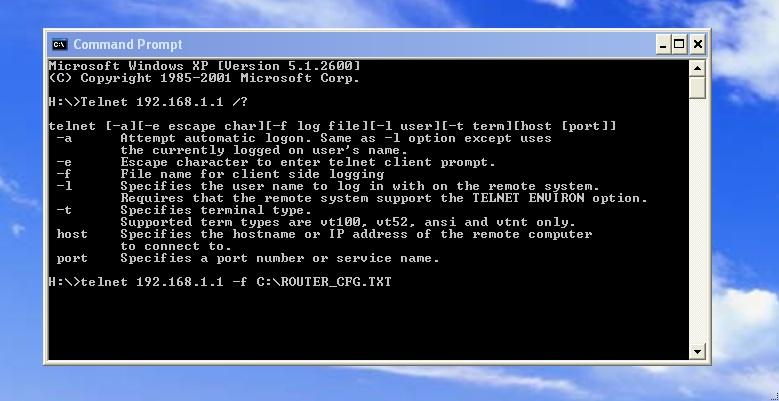 Command Prompt
Microsoft Windows XP [Version 5.1.2600]
(C) Copyright 1985-2001 Microsoft Corp.
H:\>Telnet 192.168.1.1 /?
telnet [-a][-e escape char][-f log file][-l user][-t term][host [port]]
-a Attempt automatic logon. Same as -l option except uses
the currently logged on user's name.
-e Escape character to enter telnet client prompt.
-f File name for client side logging
-l Specifies the user name to log in with on the remote system.
Requires that the remote system support the TELNET ENVIRON option.
-t Specifies terminal type.
Supported term types are vt100, vt52, ansi and vtnt only.
host Specifies the hostname or IP address of the remote computer
to connect to.
port Specifies a port number or service name.
H:\>telnet 192.168.1.1 -f C:\ROUTER_CFG.TXT